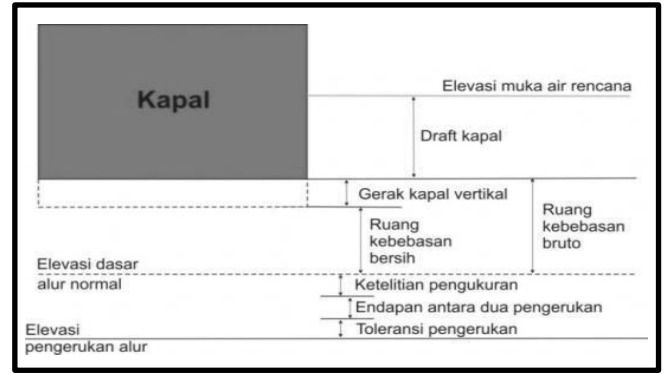 Kapal
Elevasi muka air rencana
Draft kapal
Gerak kapal vertikal
Ruang
kebebasan
bersih
Ruang
kebebasan
bruto
Elevasi dasar
alur normal
Ketelitian pengukuran
Endapan antara dua pengerukan
Toleransi pengerukan
Elevasi
pengerukan alur